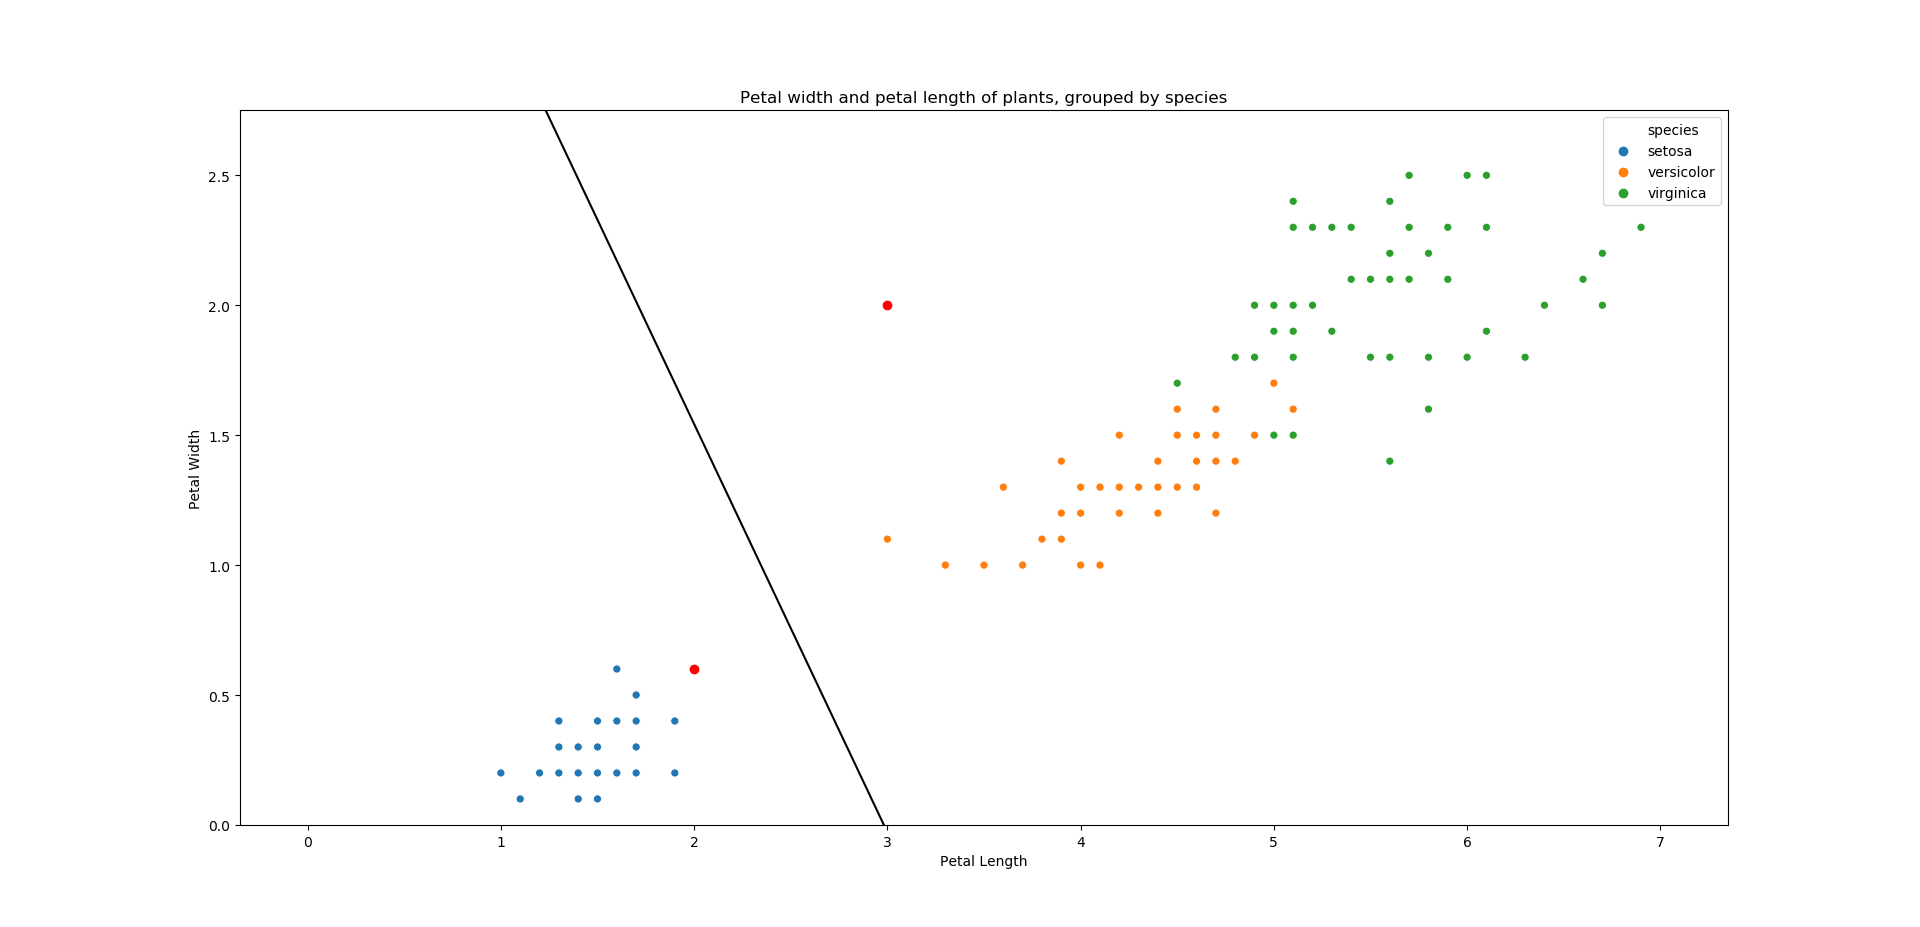 Petal width and petal length of plants, grouped by species
species
setosa
versicolor
virginica
2.5
2.0
1.5
1.0
0.5
0.0
Petal Width
0 1 2 3 4 5 6 7
Petal Length